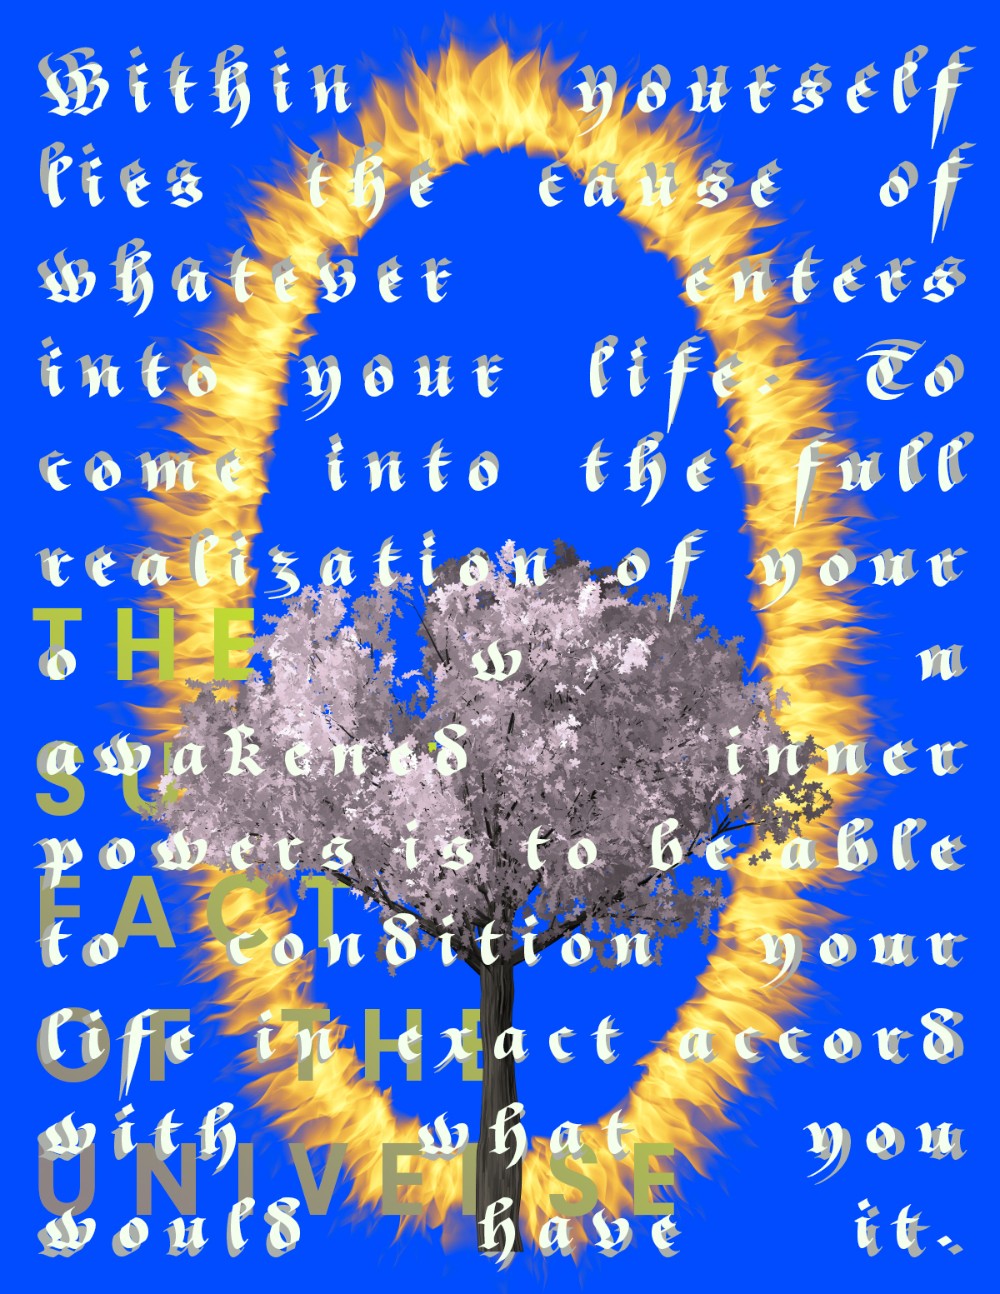 Within yourself
lies the cause of
whatever enters
into your life. To
come into the full
realization of your
own
awakened inner
powers is to be able
to condition your
life in exact accord
with what you
would have it.
THE
SU
FACT
OF THE
UNIVERSE